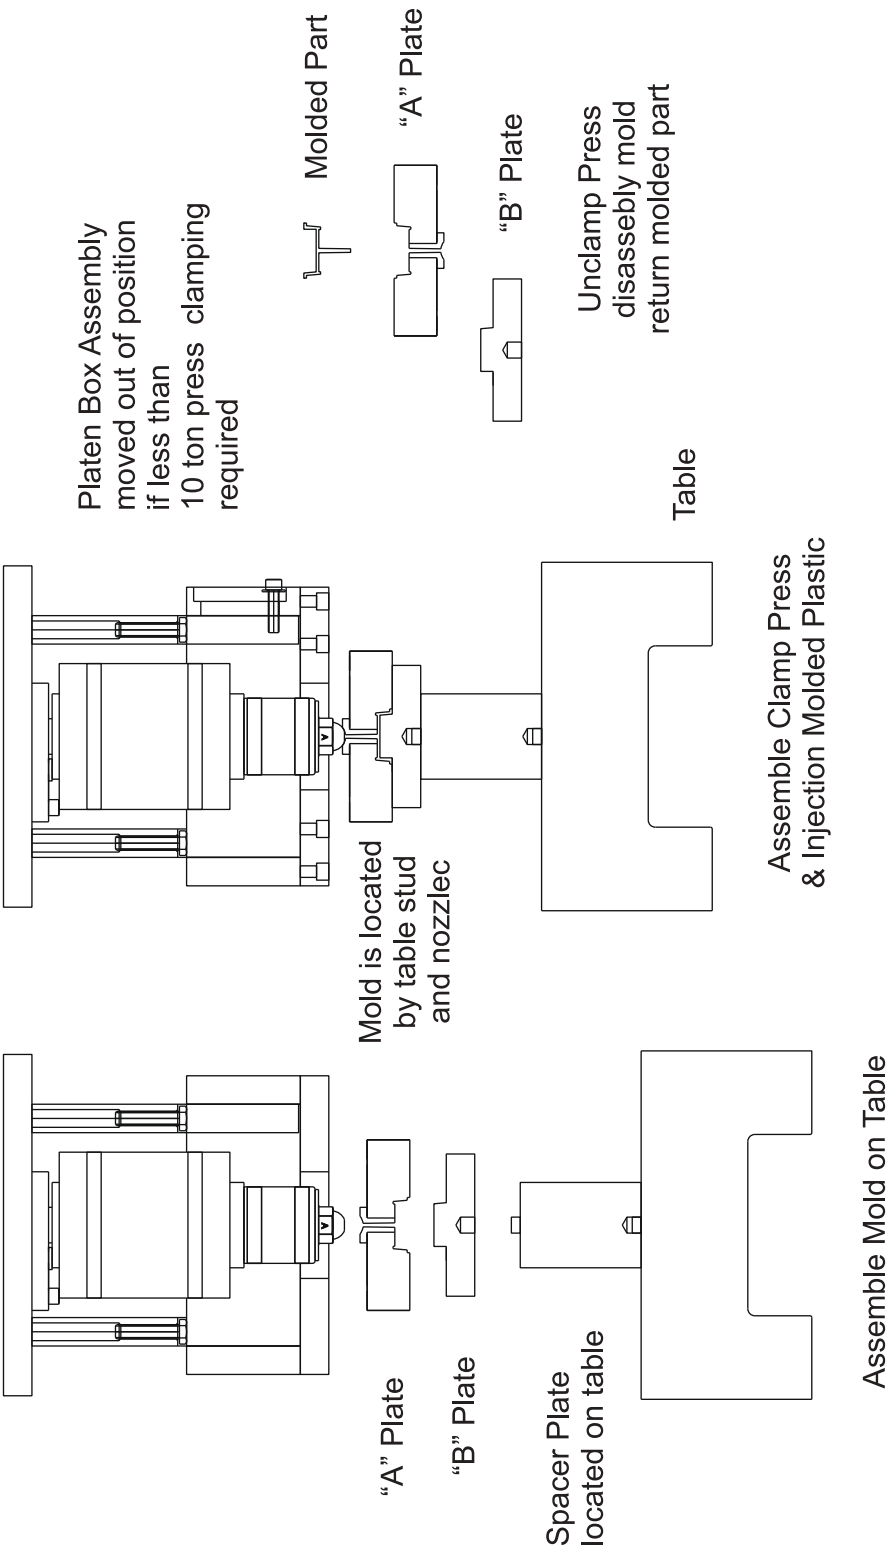 "A" Plate
"B" Plate
Spacer Plate
located on table
Assemble Mold on Table
Mold is located
by table stud
and nozzlec
Assemble Clamp Press
& Injection Molded Plastic
Table
Platen Box Assembly
moved out of position
if less than
10 ton press  clamping
required
Molded Part
“A” Plate
“B” Plate
Unclamp Press
disassebly mold
return molded part